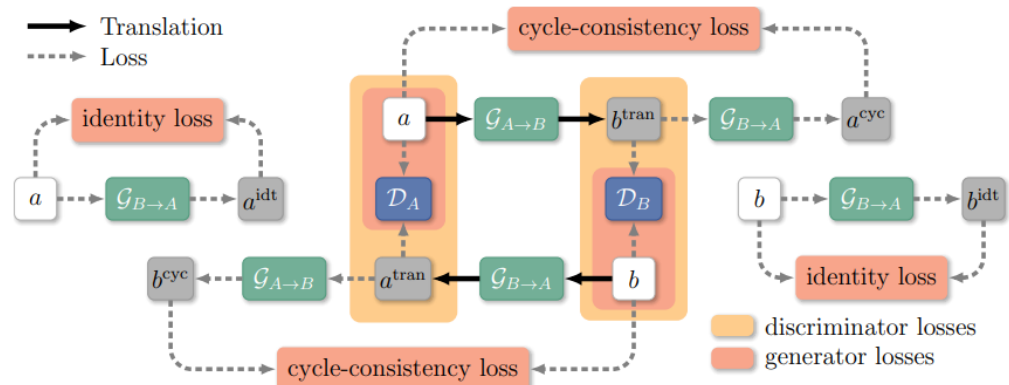 Translation
Loss
cycle-consistency loss
identity loss
a
𝒢_{A→B}
b^{tran}
𝒢_{B→A}
a^{cyc}
a
𝒢_{B→A}
a^{idt}
𝒟_A
𝒟_B
b
𝒢_{B→A}
b^{idt}
b^{cyc}
𝒢_{A→B}
a^{tran}
𝒢_{B→A}
b
identity loss
cycle-consistency loss
discriminator losses
generator losses